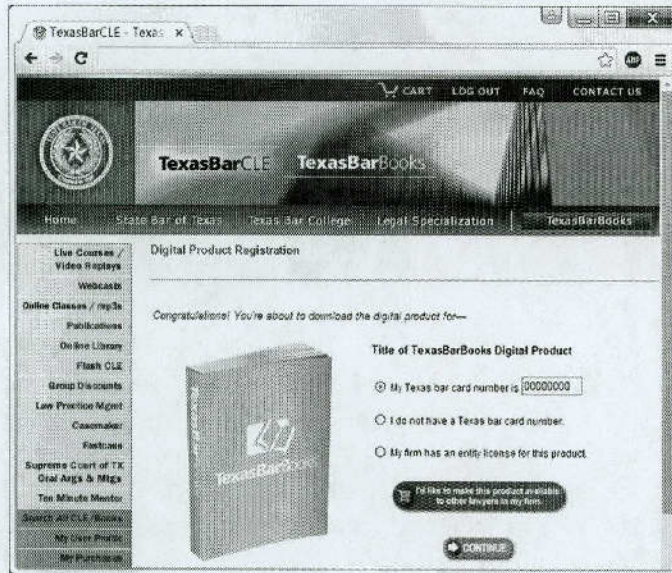 TexasBarCLE - Texas ×
ABP
CART LOG OUT FAQ CONTACT US
TexasBarCLE TexasBarBooks
Home State Bar of Texas Texas Bar College Legal Specialization TexasBarBooks
Live Courses /
Video Replays
Webcasts
Online Classes / mp3s
Publications
Online Library
Flash CLE
Group Discounts
Law Practice Mgmt
Casemaker
Fastcase
Supreme Court of TX
Oral Args & Mtgs
Ten Minute Mentor
Search All CLE/Books
My User Profile
My Purchases
Digital Product Registration
Congratulations! You're about to download the digital product for—
TexasBarBooks
Title of TexasBarBooks Digital Product
My Texas bar card number is 00000000
I do not have a Texas bar card number.
My firm has an entity license for this product.
I'd like to make this product available
to other lawyers in my firm.
CONTINUE